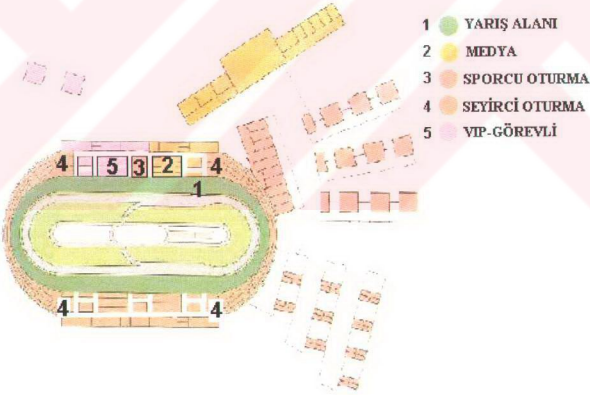 1 YARIŞ ALANI
2 MEDYA
3 SPORCU OTURMA
4 SEYİRCİ OTURMA
5 VIP-GÖREVLİ
4 5 3 2 4
1
4 4